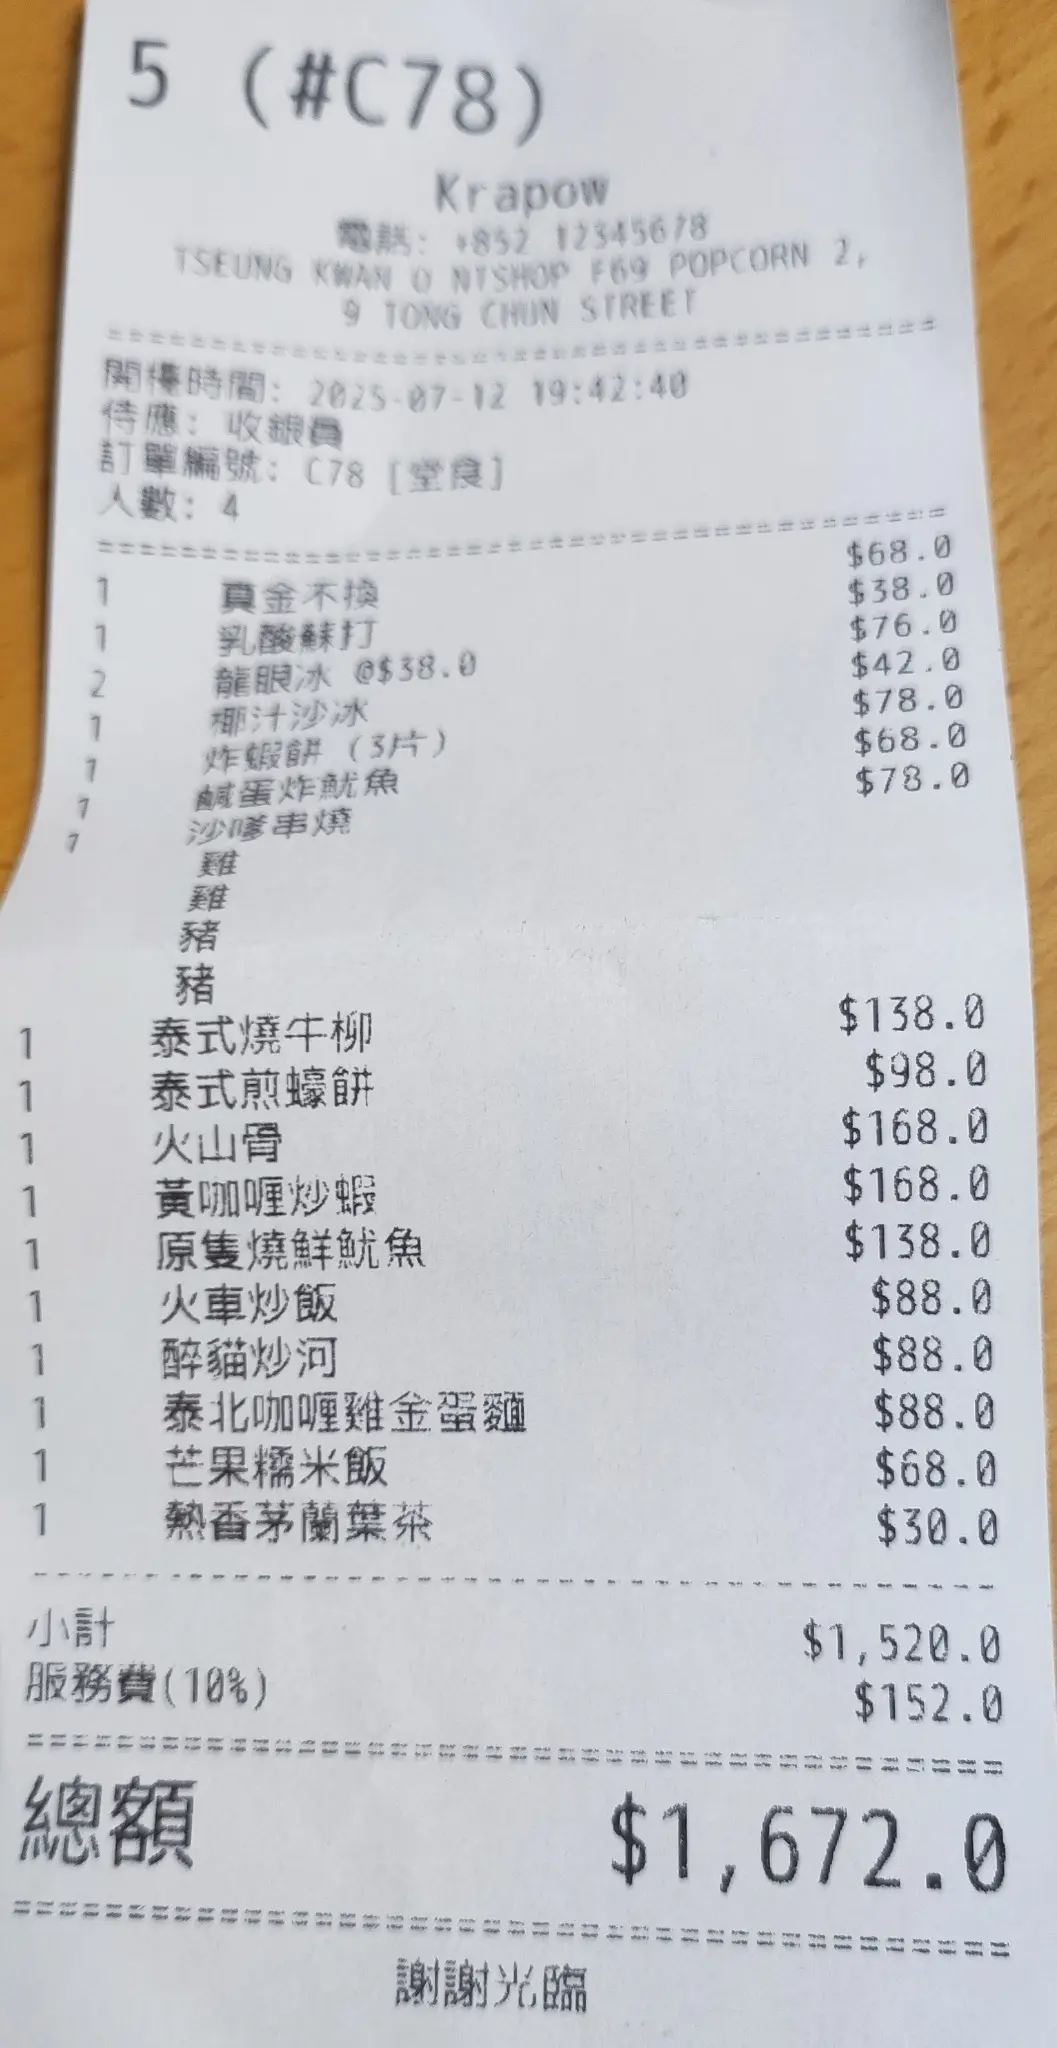 5 (#C78)
Krapow
電話: +852 12345678
TSEUNG KWAN O NTSHOP F69 POPCORN 2,
9 TONG CHUN STREET
開檯時間: 2025-07-12 19:42:40
侍應: 收銀員
訂單編號: C78 [堂食]
人數: 4
1 真金不換 $68.0
1 乳酸蘇打 $38.0
2 龍眼冰 @$38.0 $76.0
1 椰汁沙冰 $42.0
1 炸蝦餅 (3片) $78.0
1 鹹蛋炸魷魚 $68.0
1 沙嗲串燒 $78.0
雞
雞
豬
豬
1 泰式燒牛柳 $138.0
1 泰式煎蠔餅 $98.0
1 火山骨 $168.0
1 黃咖喱炒蝦 $168.0
1 原隻燒鮮魷魚 $138.0
1 火車炒飯 $88.0
1 醉貓炒河 $88.0
1 泰北咖喱雞金蛋麵 $88.0
1 芒果糯米飯 $68.0
1 熱香茅蘭葉茶 $30.0
小計 $1,520.0
服務費(10%) $152.0
總額 $1,672.0
謝謝光臨